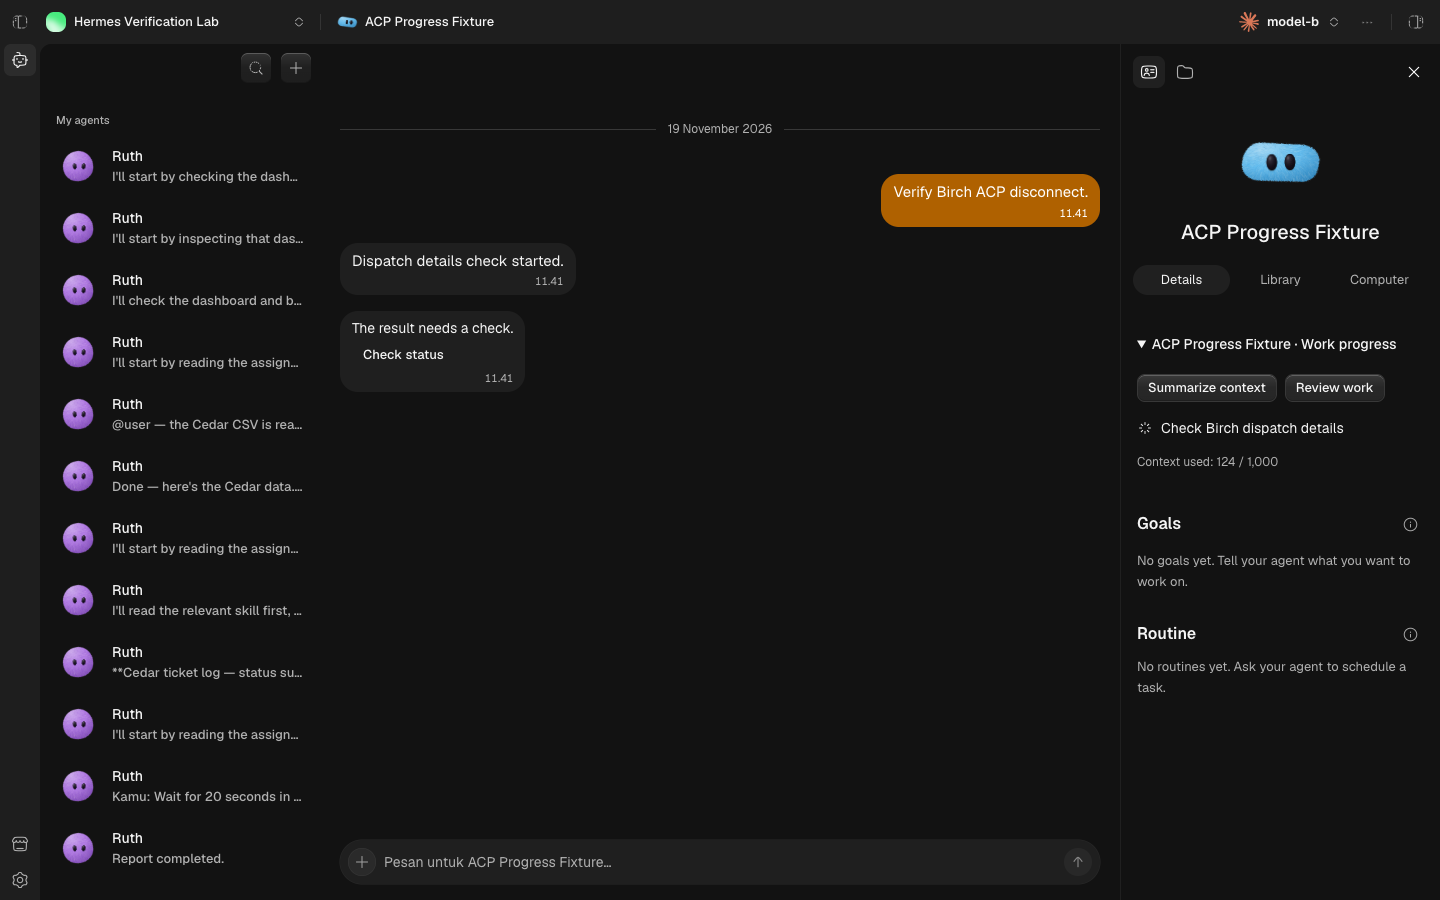 Hermes Verification Lab
ACP Progress Fixture
model-b
My agents
Ruth
I'll start by checking the dash...
Ruth
I'll start by inspecting that das...
Ruth
I'll check the dashboard and b...
Ruth
I'll start by reading the assign...
Ruth
@user — the Cedar CSV is rea...
Ruth
Done — here's the Cedar data....
Ruth
I'll start by reading the assign...
Ruth
I'll read the relevant skill first, ...
Ruth
**Cedar ticket log — status su...
Ruth
I'll start by reading the assign...
Ruth
Kamu: Wait for 20 seconds in ...
Ruth
Report completed.
19 November 2026
Verify Birch ACP disconnect.
11.41
Dispatch details check started.
11.41
The result needs a check.
Check status
11.41
Pesan untuk ACP Progress Fixture...
ACP Progress Fixture
Details
Library
Computer
ACP Progress Fixture · Work progress
Summarize context
Review work
Check Birch dispatch details
Context used: 124 / 1,000
Goals
No goals yet. Tell your agent what you want to
work on.
Routine
No routines yet. Ask your agent to schedule a
task.